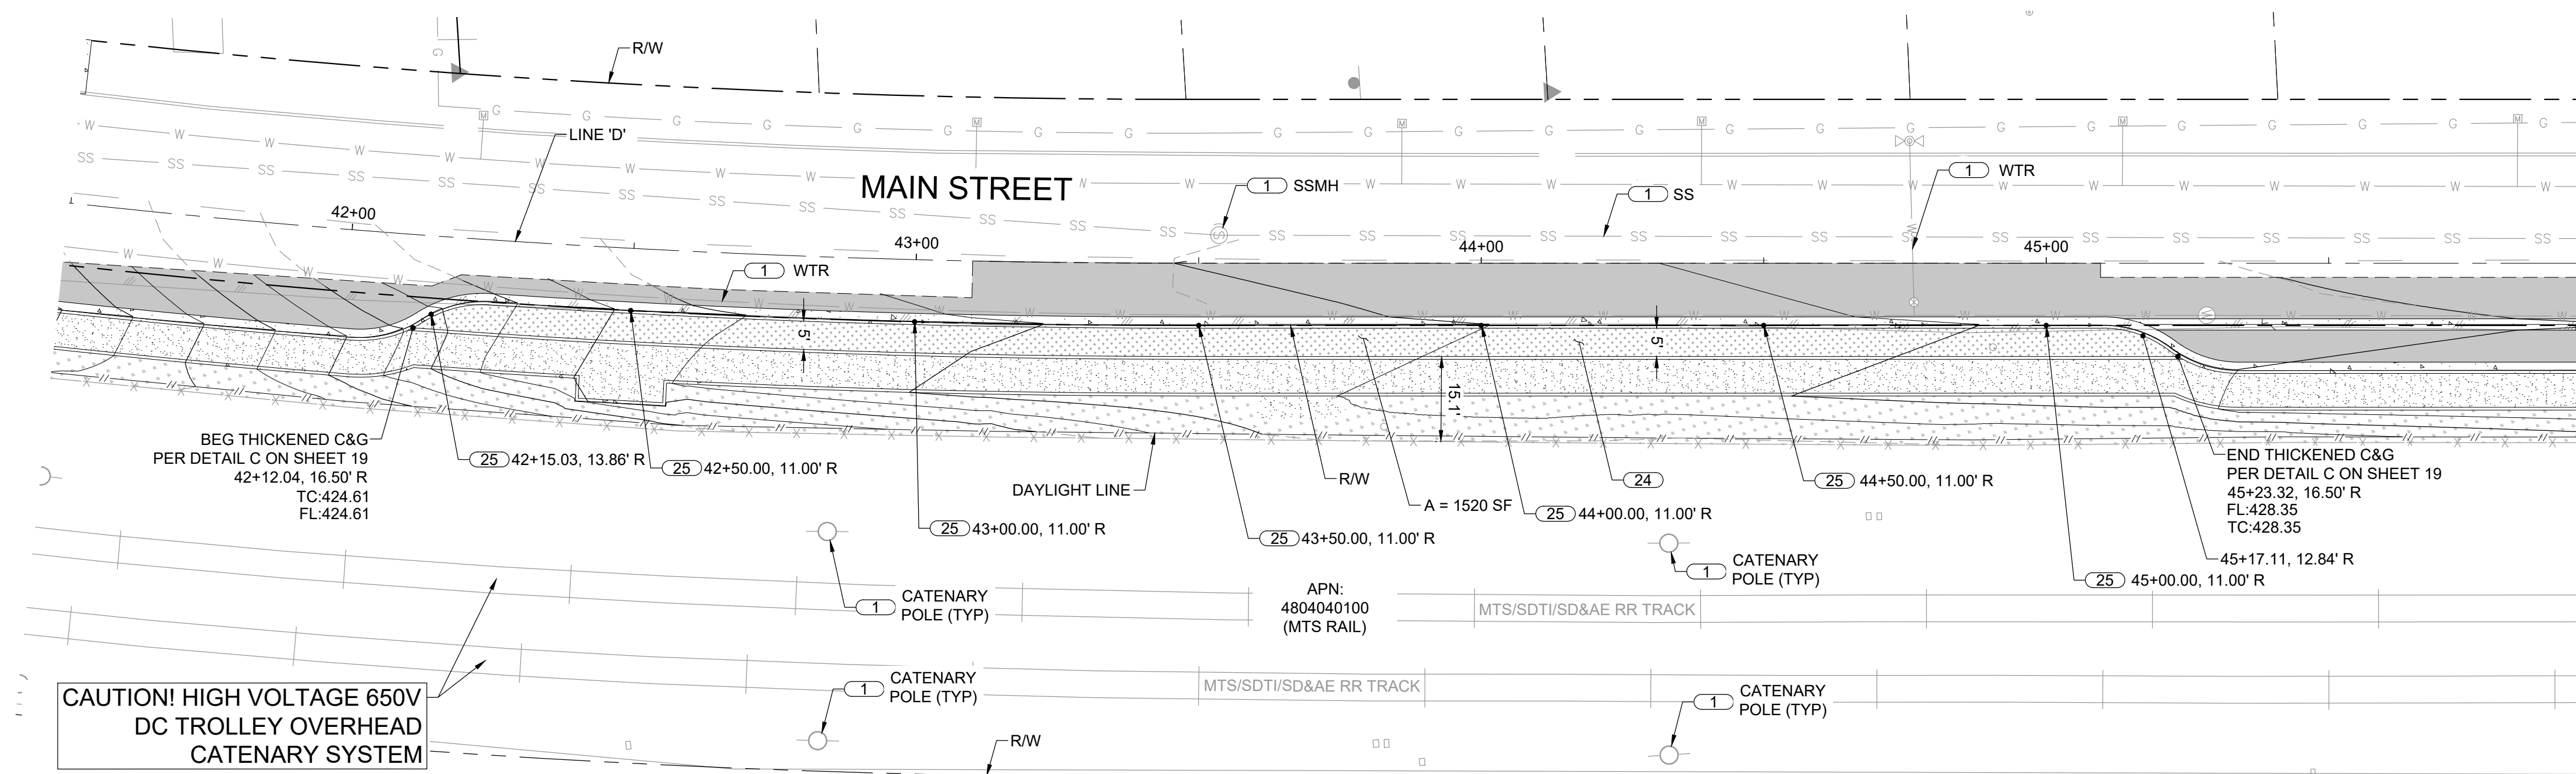 R/W
LINE 'D'
MAIN STREET
1 SSMH
1 SS
1 WTR
42+00
43+00
44+00
45+00
1 WTR
5'
5'
15.1'
BEG THICKENED C&G
PER DETAIL C ON SHEET 19
42+12.04, 16.50' R
TC:424.61
FL:424.61
25 42+15.03, 13.86' R
25 42+50.00, 11.00' R
DAYLIGHT LINE
25 43+00.00, 11.00' R
25 43+50.00, 11.00' R
R/W
A = 1520 SF
25 44+00.00, 11.00' R
24
25 44+50.00, 11.00' R
END THICKENED C&G
PER DETAIL C ON SHEET 19
45+23.32, 16.50' R
FL:428.35
TC:428.35
45+17.11, 12.84' R
25 45+00.00, 11.00' R
1 CATENARY
POLE (TYP)
1 CATENARY
POLE (TYP)
APN:
4804040100
(MTS RAIL)
MTS/SDTI/SD&AE RR TRACK
MTS/SDTI/SD&AE RR TRACK
1 CATENARY
POLE (TYP)
1 CATENARY
POLE (TYP)
CAUTION! HIGH VOLTAGE 650V
DC TROLLEY OVERHEAD
CATENARY SYSTEM
R/W